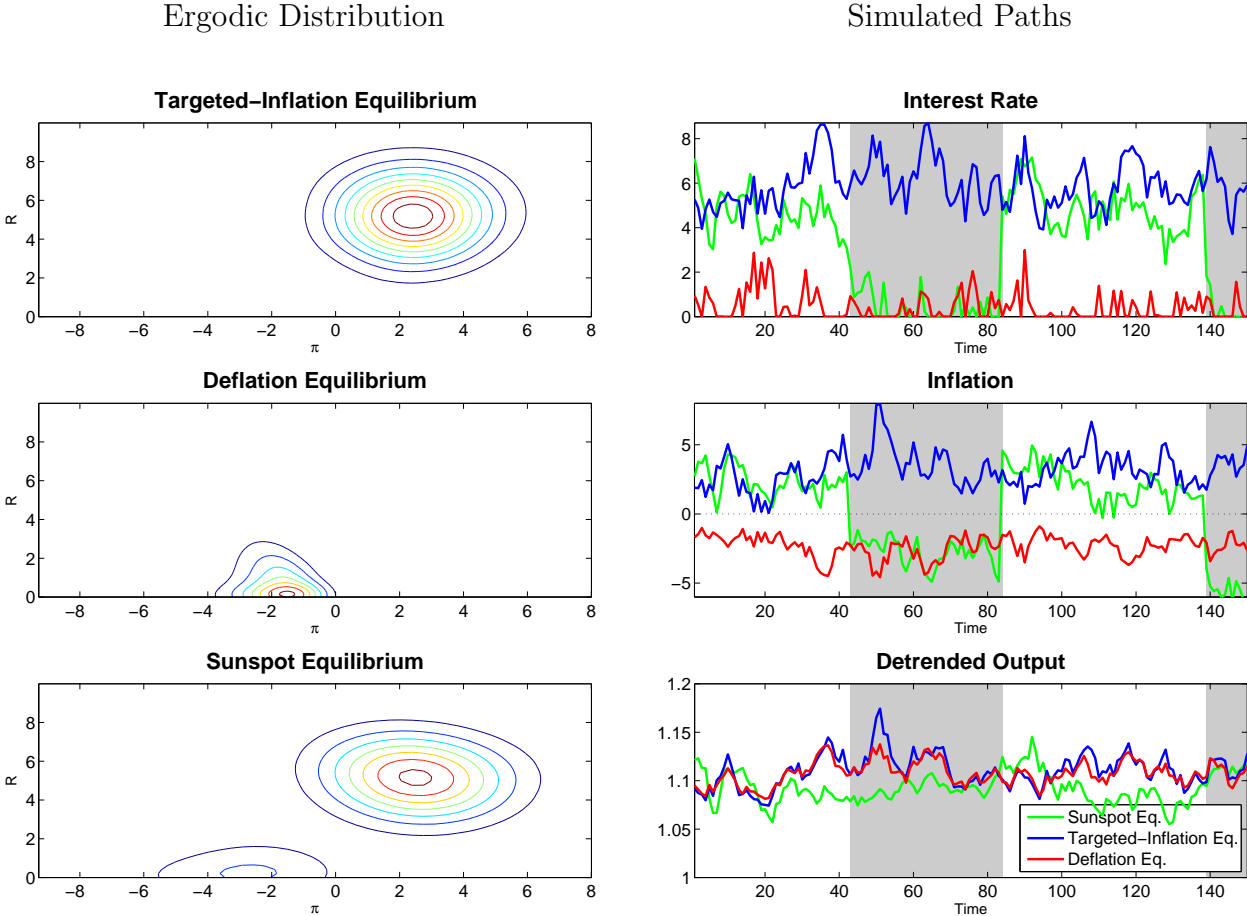 Ergodic Distribution
Simulated Paths
Targeted−Inflation Equilibrium
R
8
6
4
2
0
−8 −6 −4 −2 0 2 4 6 8
π
Interest Rate
8
6
4
2
0
20 40 60 80 100 120 140
Time
Deflation Equilibrium
R
8
6
4
2
0
−8 −6 −4 −2 0 2 4 6 8
π
Inflation
5
0
−5
20 40 60 80 100 120 140
Time
Sunspot Equilibrium
R
8
6
4
2
0
−8 −6 −4 −2 0 2 4 6 8
π
Detrended Output
1.2
1.15
1.1
1.05
1
20 40 60 80 100 120 140
Time
Sunspot Eq.
Targeted−Inflation Eq.
Deflation Eq.